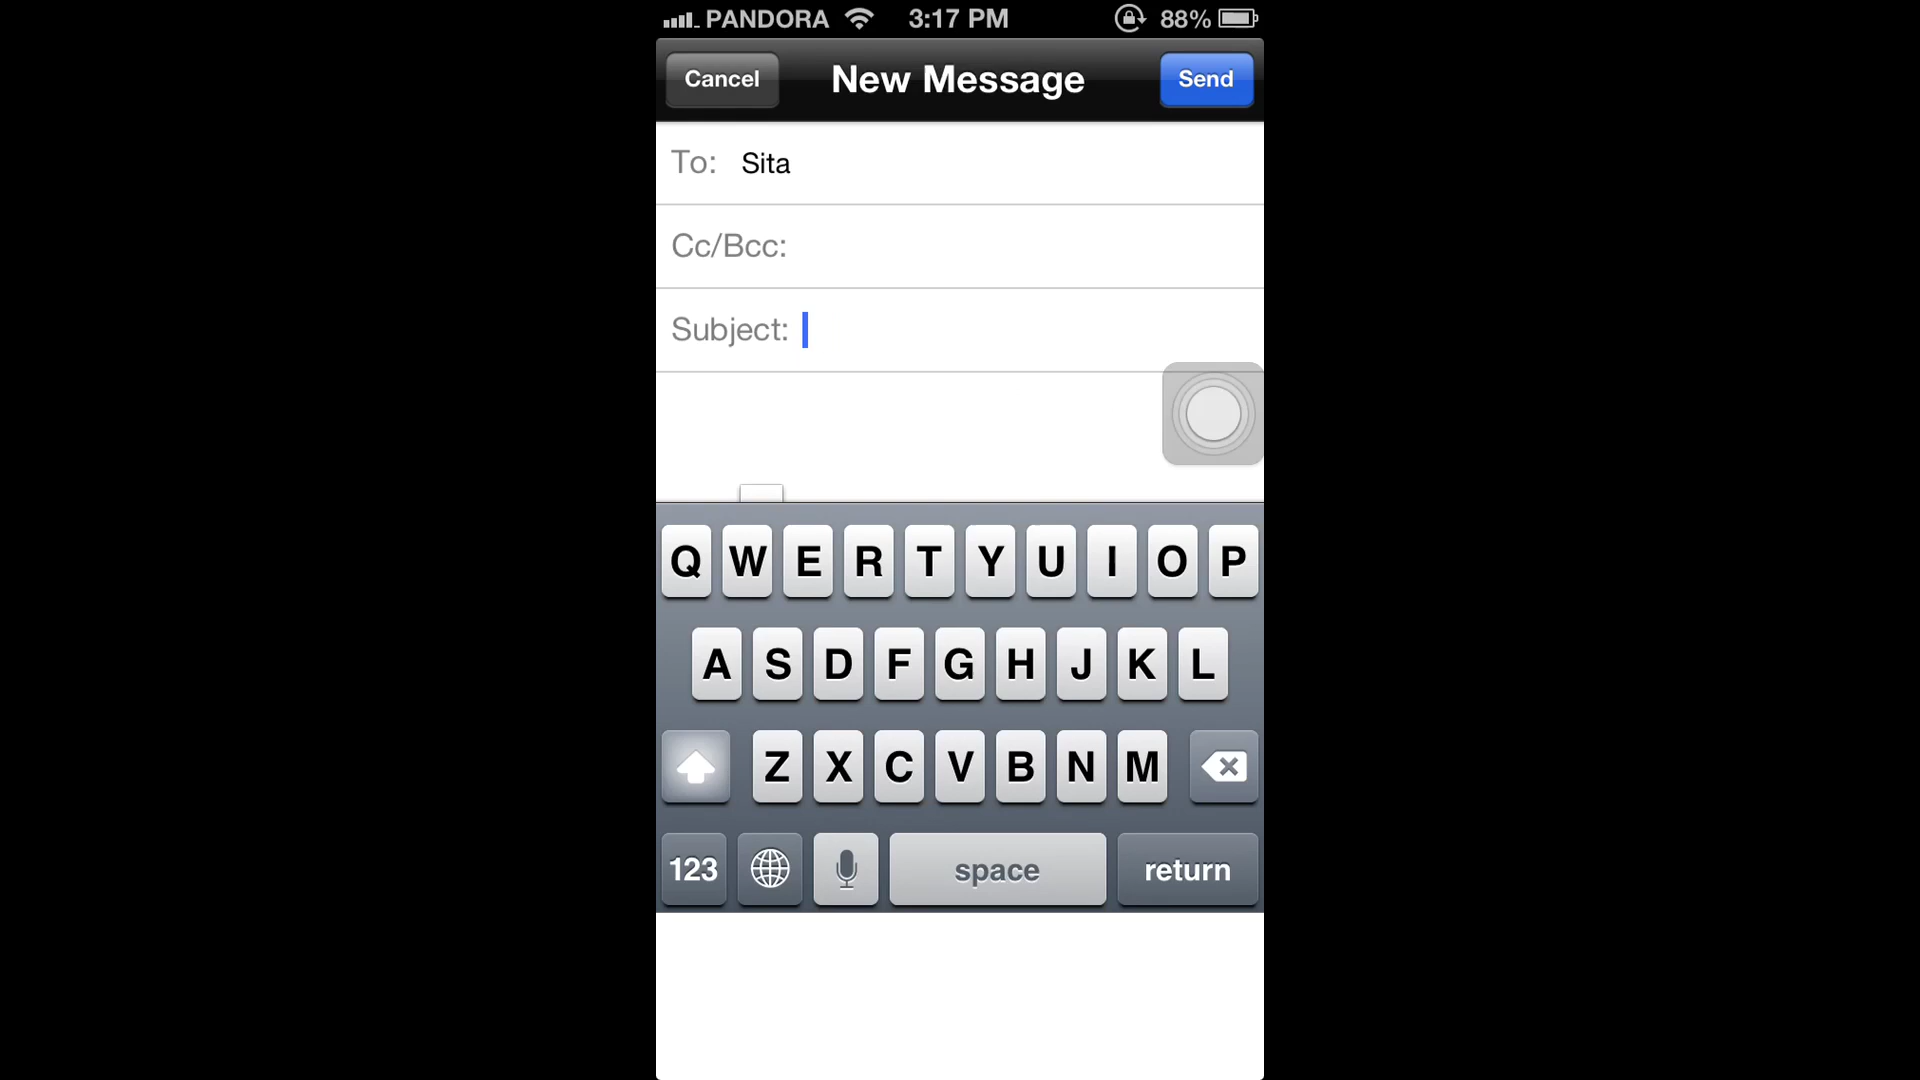 PANDORA 3:17 PM 88%
Cancel New Message Send
To: Sita
Cc/Bcc:
Subject:
Q W E R T Y U I O P
A S D F G H J K L
Z X C V B N M
123 space return